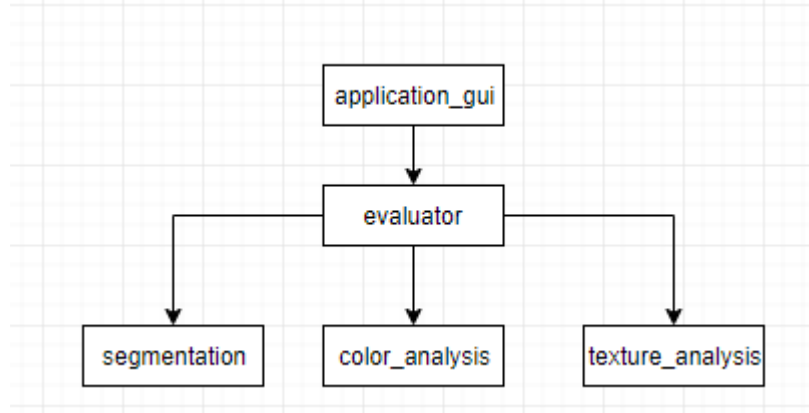 application_gui
evaluator
segmentation
color_analysis
texture_analysis